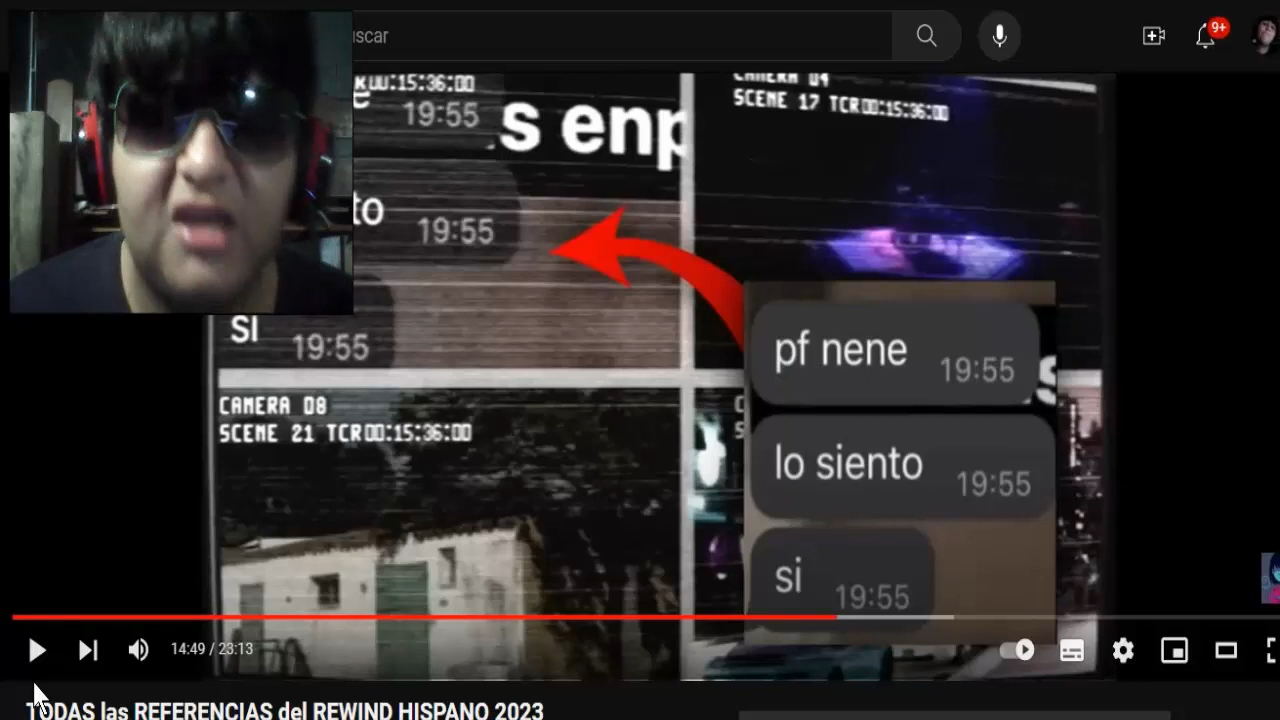 uscar
9+
RDU:15:36:00
e
19:55
s enp
CAMERA 04
SCENE 17 TCR00:15:36:00
to
19:55
SI
19:55
pf nene
19:55
lo siento
19:55
si
19:55
CAMERA 08
SCENE 21 TCR00:15:36:00
14:49 / 23:13
TODAS las REFERENCIAS del REWIND HISPANO 2023